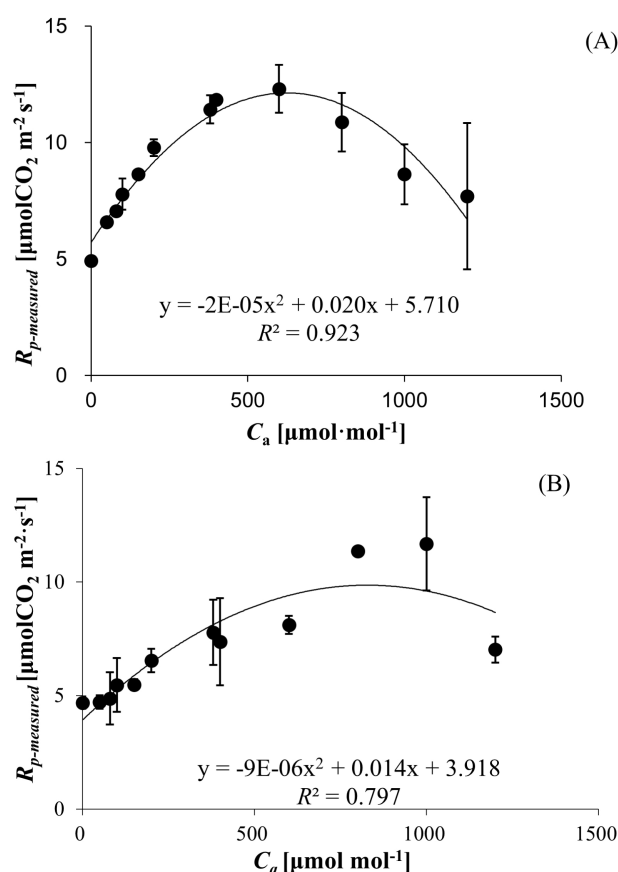 (A)
15
10
5
0
R_p-measured [µmolCO₂ m⁻² s⁻¹]
y = -2E-05x² + 0.020x + 5.710
R² = 0.923
0 500 1000 1500
Cₐ [µmol·mol⁻¹]
(B)
15
10
5
0
R_p-measured [µmolCO₂ m⁻²·s⁻¹]
y = -9E-06x² + 0.014x + 3.918
R² = 0.797
0 500 1000 1500
Cₐ [µmol mol⁻¹]